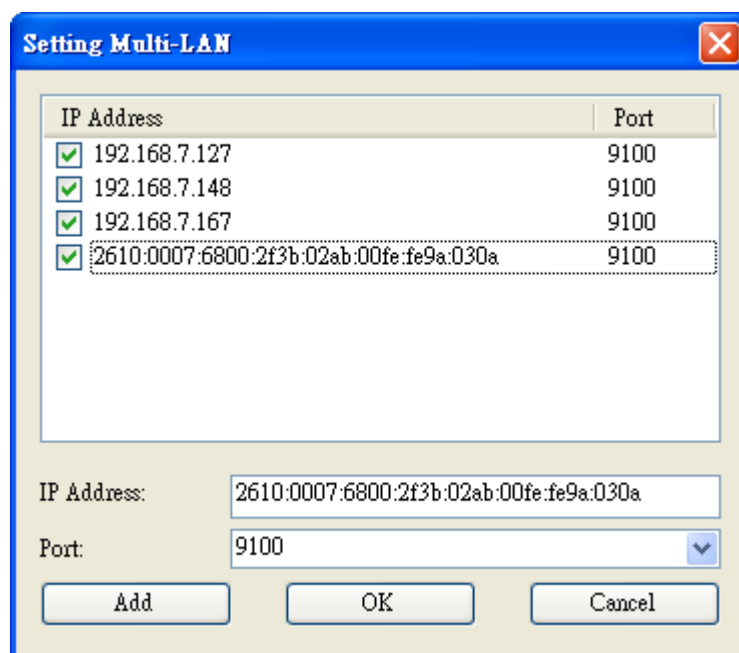 Setting Multi-LAN
IP Address Port
192.168.7.127 9100
192.168.7.148 9100
192.168.7.167 9100
2610:0007:6800:2f3b:02ab:00fe:fe9a:030a 9100
IP Address: 2610:0007:6800:2f3b:02ab:00fe:fe9a:030a
Port: 9100
Add OK Cancel